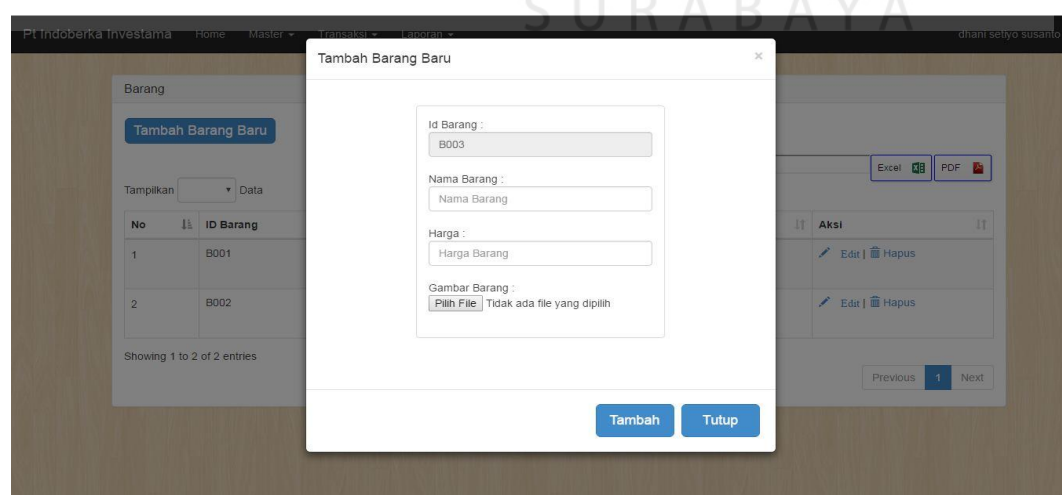 SURABAYA
Pt Indoberka Investama Home Master Transaksi Laporan dhani setiyo susanto
Tambah Barang Baru ×
Barang
Tambah Barang Baru
Excel PDF
Tampilkan Data
No ID Barang Aksi
1 B001 Edit | Hapus
2 B002 Edit | Hapus
Showing 1 to 2 of 2 entries
Previous 1 Next
Id Barang :
B003
Nama Barang :
Nama Barang
Harga :
Harga Barang
Gambar Barang :
Pilih File Tidak ada file yang dipilih
Tambah Tutup